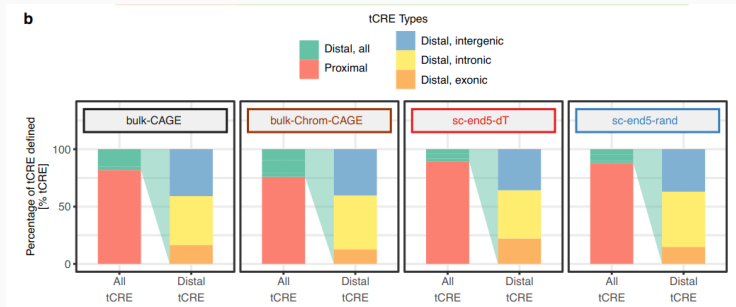 b
tCRE Types
Distal, all
Proximal
Distal, intergenic
Distal, intronic
Distal, exonic
bulk-CAGE
bulk-Chrom-CAGE
sc-end5-dT
sc-end5-rand
Percentage of tCRE defined
[% tCRE]
100
50
0
All
tCRE
Distal
tCRE
All
tCRE
Distal
tCRE
All
tCRE
Distal
tCRE
All
tCRE
Distal
tCRE